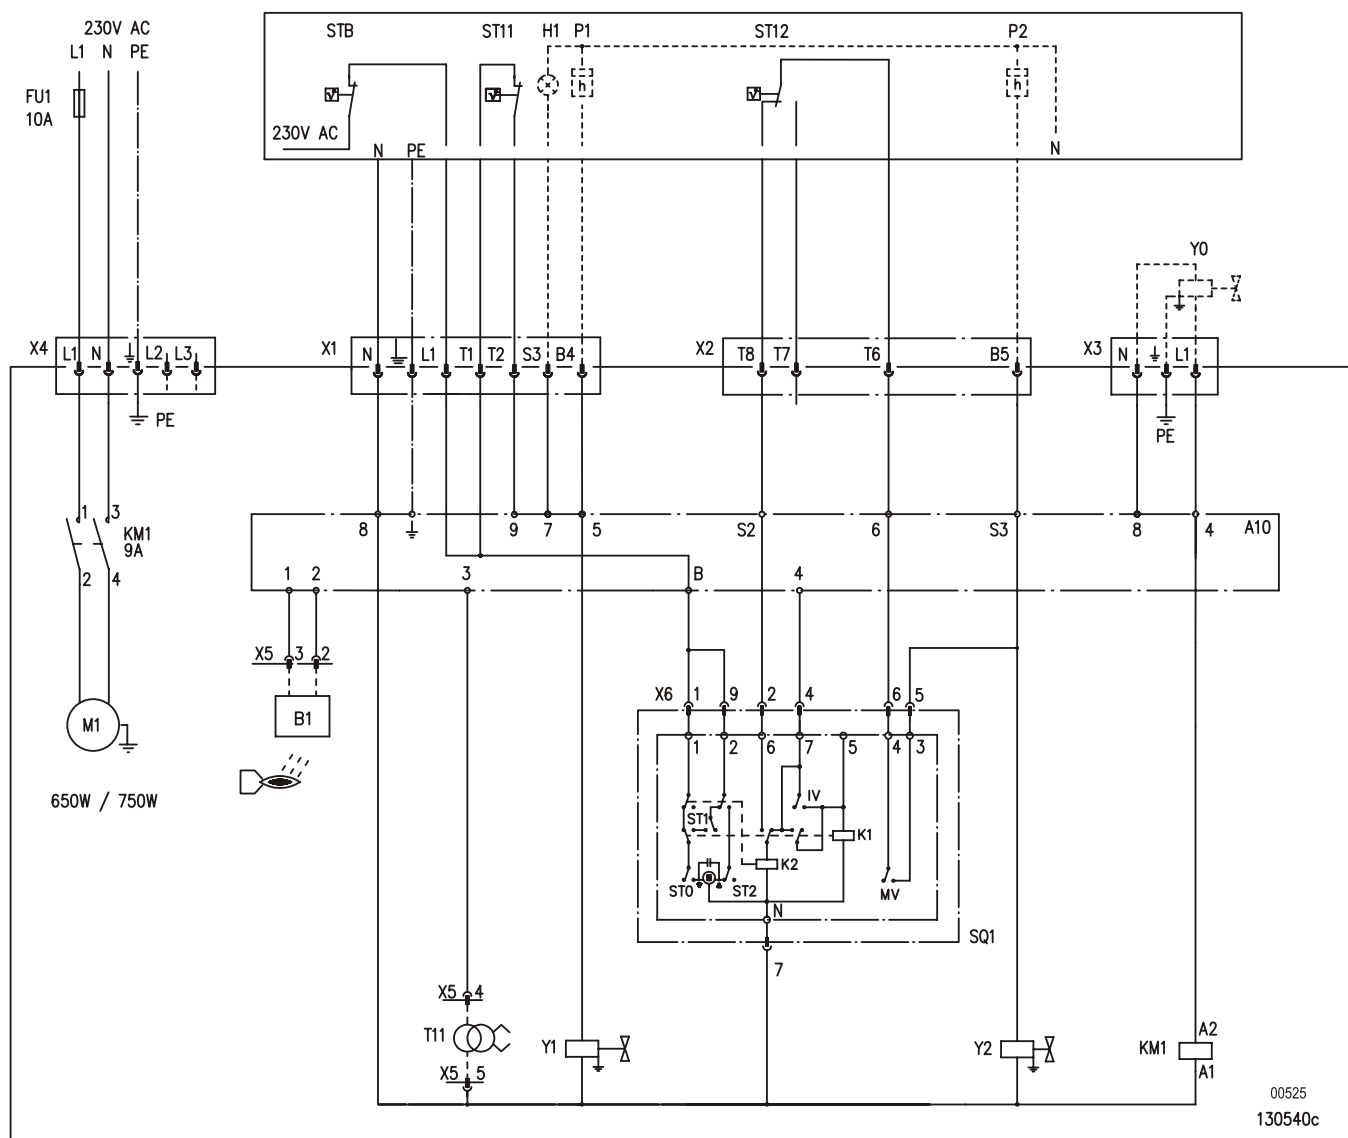 230V AC
L1 N PE
STB ST11 H1 P1 ST12 P2
FU1
10A
h h
230V AC
N PE N
Y0
X4 L1 N L2 L3
X1 N L1 T1 T2 S3 B4
X2 T8 T7 T6 B5
X3 N L1
PE PE
1 3
KM1
9A
2 4
8 9 7 5 S2 6 S3 8 4 A10
1 2 3 B 4
X5 3 2
B1
M1
650W / 750W
X6 1 9 2 4 6 5
1 2 6 7 5 4 3
IV
ST1
K1
K2
ST0 ST2 MV
N
SQ1
7
X5 4
T11
X5 5
Y1
Y2
A2
KM1
A1
00525
130540c